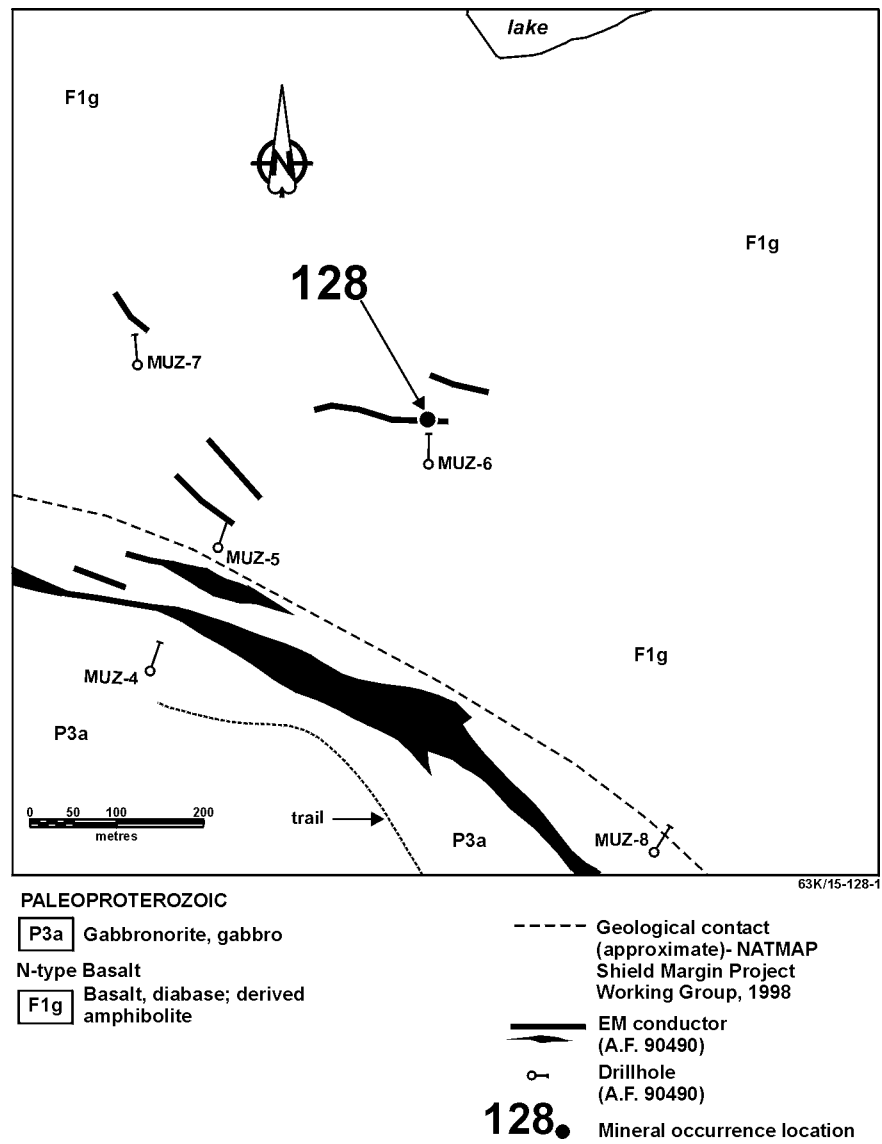 lake
F1g
N
F1g
128
MUZ-7
MUZ-6
MUZ-5
F1g
MUZ-4
P3a
0 50 100 200
metres
trail
P3a
MUZ-8
63K/15-128-1
PALEOPROTEROZOIC
P3a Gabbronorite, gabbro
N-type Basalt
F1g Basalt, diabase; derived
amphibolite
Geological contact
(approximate)- NATMAP
Shield Margin Project
Working Group, 1998
EM conductor
(A.F. 90490)
Drillhole
(A.F. 90490)
128 Mineral occurrence location